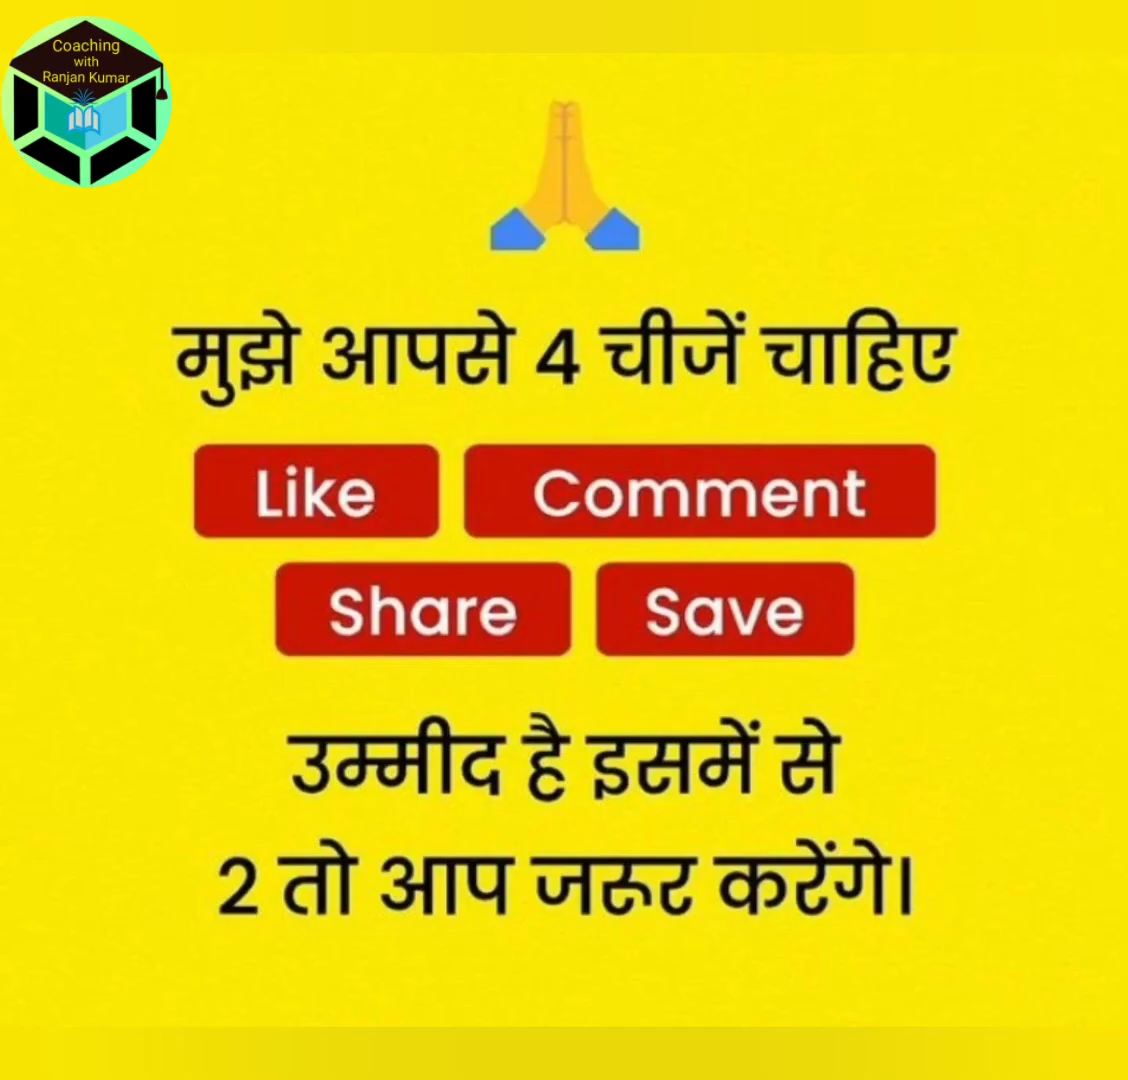 Coaching
with
Ranjan Kumar
मुझे आपसे 4 चीजें चाहिए
Like Comment
Share Save
उम्मीद है इसमें से
2 तो आप जरूर करेंगे।